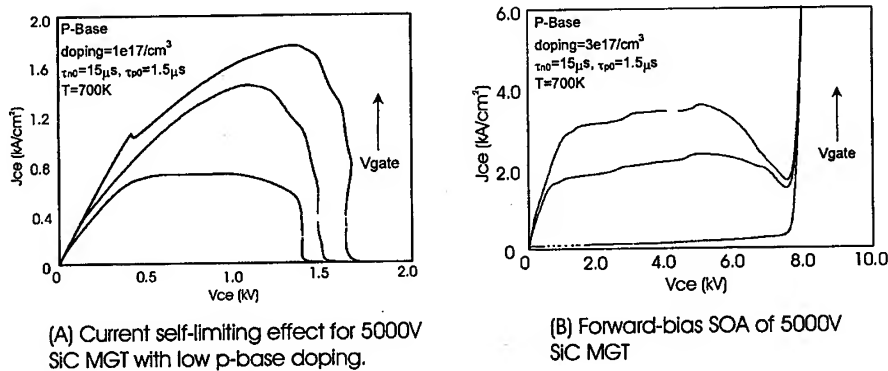 P-Base
doping=1e17/cm³
τn0=15μs, τp0=1.5μs
T=700K
Vgate
2.0
1.6
1.2
0.8
0.4
0
Jce (kA/cm²)
0
0.5
1.0
1.5
2.0
Vce (kV)
(A) Current self-limiting effect for 5000V
SiC MGT with low p-base doping.
P-Base
doping=3e17/cm³
τn0=15μs, τp0=1.5μs
T=700K
Vgate
6.0
4.0
2.0
0
Jce (kA/cm²)
0
2.0
4.0
6.0
8.0
10.0
Vce (kV)
(B) Forward-bias SOA of 5000V
SiC MGT